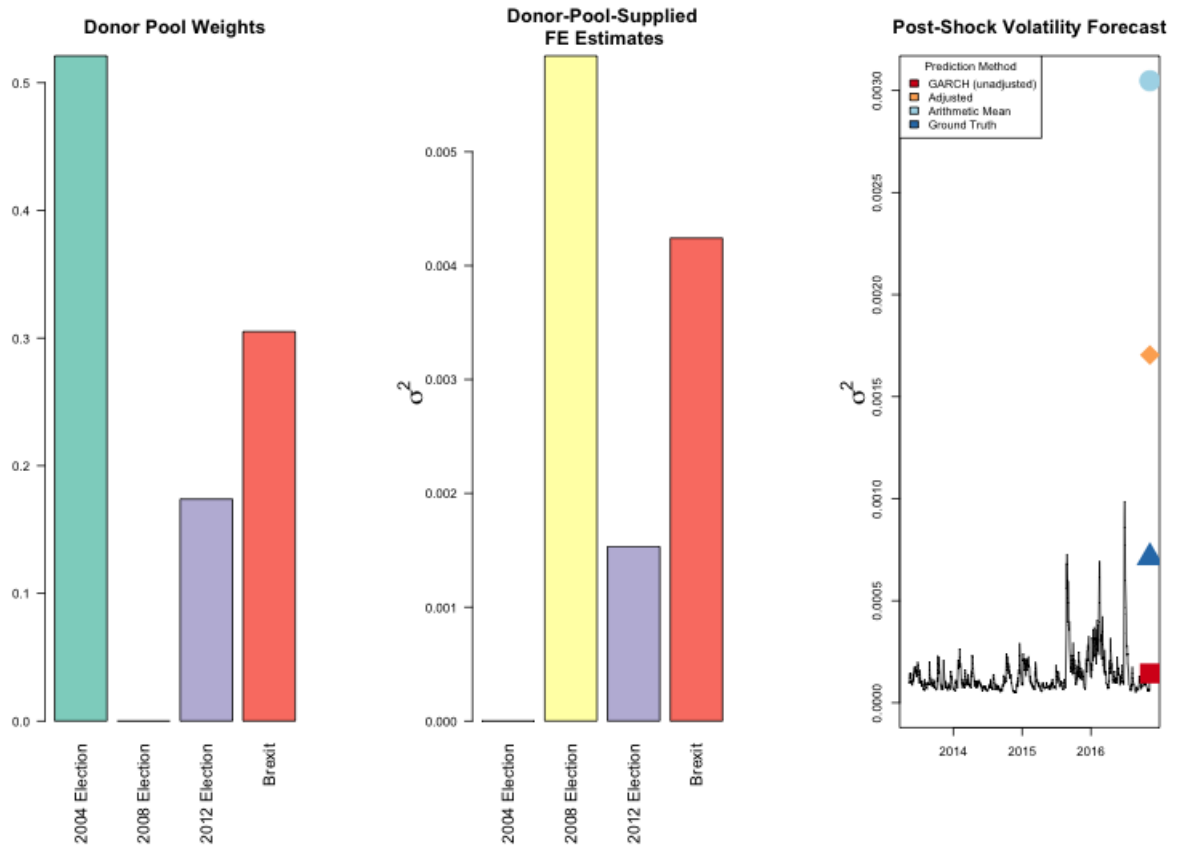 Donor Pool Weights
0.5
0.4
0.3
0.2
0.1
0.0
2004 Election
2008 Election
2012 Election
Brexit
Donor-Pool-Supplied
FE Estimates
σ2
0.005
0.004
0.003
0.002
0.001
0.000
2004 Election
2008 Election
2012 Election
Brexit
Post-Shock Volatility Forecast
Prediction Method
GARCH (unadjusted)
Adjusted
Arithmetic Mean
Ground Truth
σ2
0.0030
0.0025
0.0020
0.0015
0.0010
0.0005
0.0000
2014
2015
2016